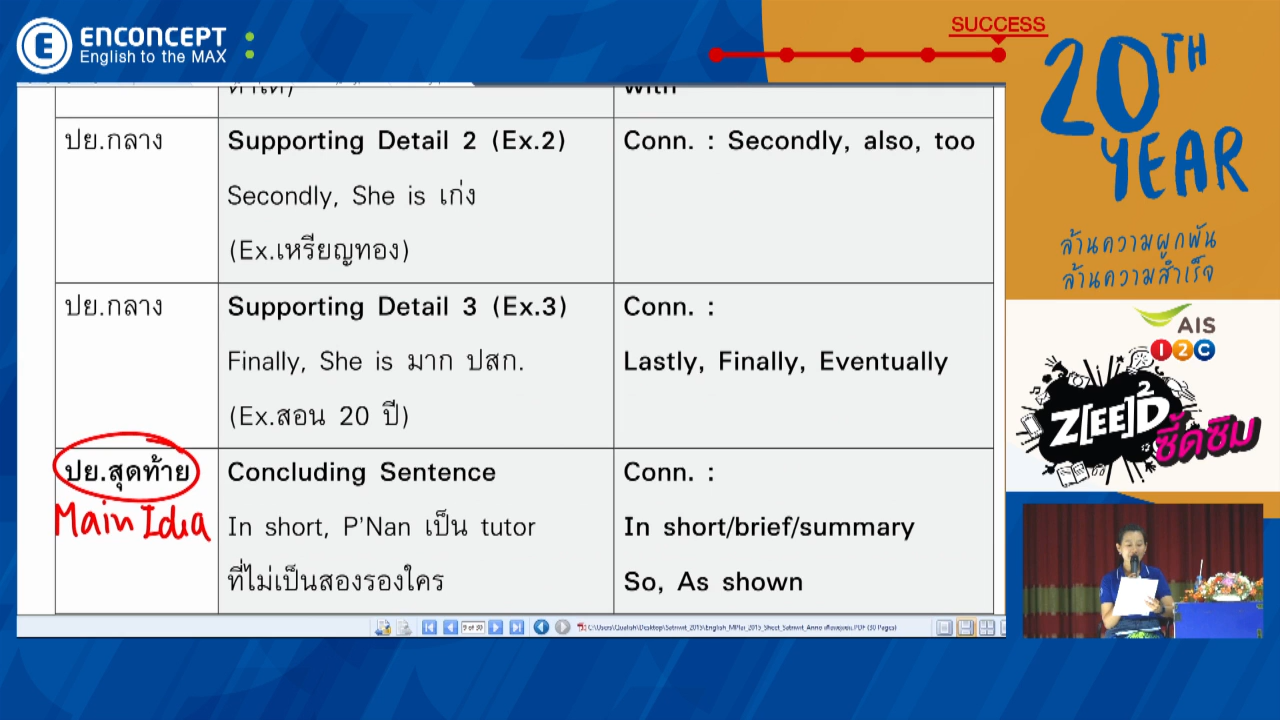 ENCONCEPT
English to the MAX
SUCCESS
20TH
YEAR
ล้านความผูกพัน
ล้านความสำเร็จ
with
ปย.กลาง
Supporting Detail 2 (Ex.2)
Conn. : Secondly, also, too
Secondly, She is เก่ง
(Ex.เหรียญทอง)
ปย.กลาง
Supporting Detail 3 (Ex.3)
Conn. :
Finally, She is มาก ปสก.
Lastly, Finally, Eventually
(Ex.สอน 20 ปี)
ปย.สุดท้าย
Concluding Sentence
Conn. :
Main Idea
In short, P'Nan เป็น tutor
In short/brief/summary
ที่ไม่เป็นสองรองใคร
So, As shown
AIS
I2C
Z[EE]D2
ซี้ดซิม
9 of 30